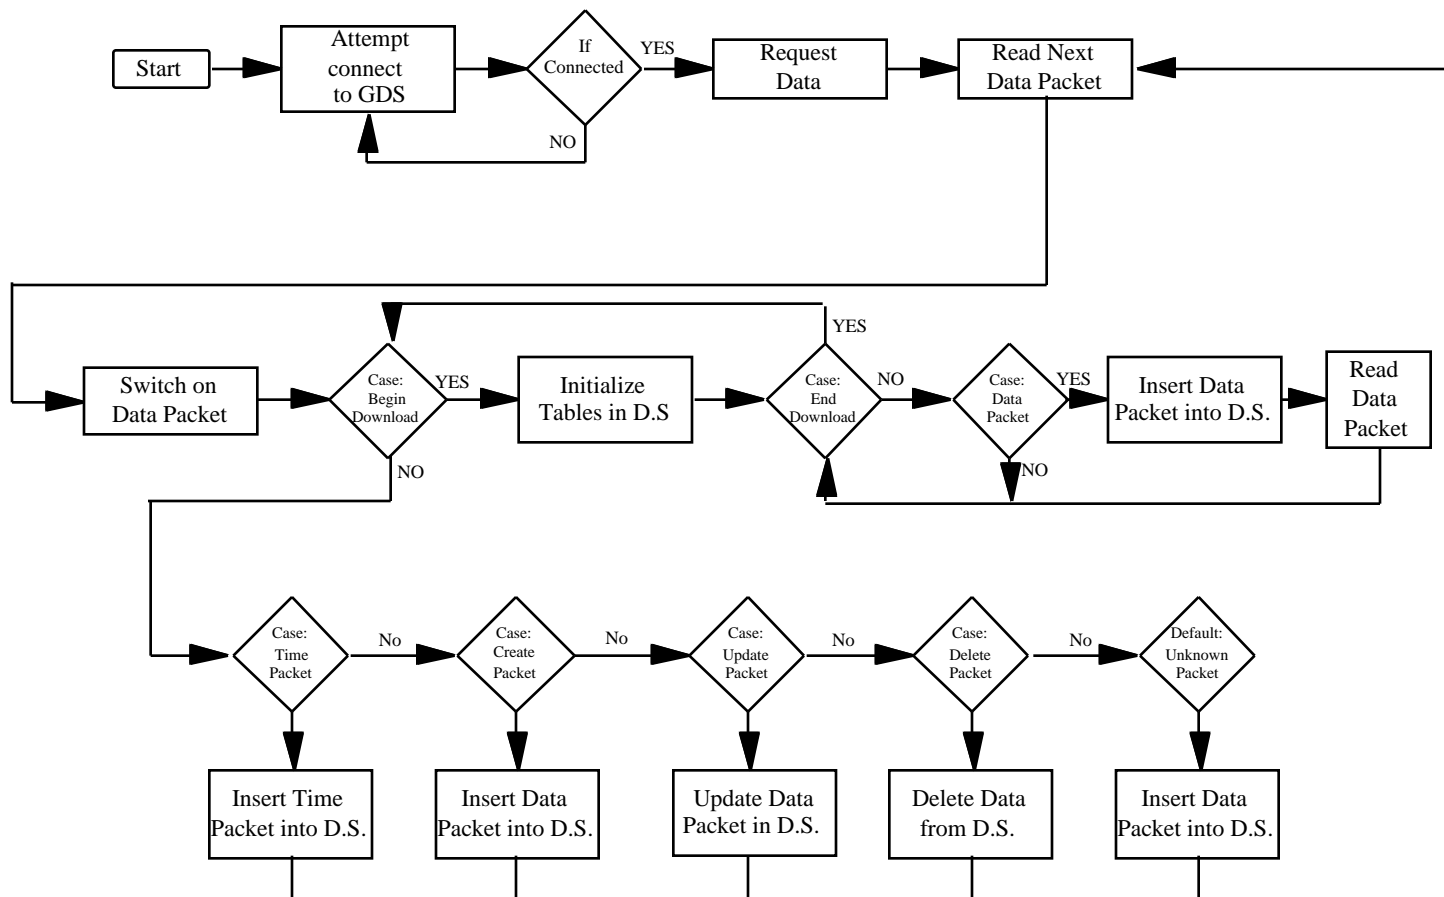 Start
Attempt
connect
to GDS
If
Connected
YES
NO
Request
Data
Read Next
Data Packet
Switch on
Data Packet
Case:
Begin
Download
YES
NO
Initialize
Tables in D.S
YES
Case:
End
Download
NO
Case:
Data
Packet
YES
NO
Insert Data
Packet into D.S.
Read
Data
Packet
Case:
Time
Packet
No
Case:
Create
Packet
No
Case:
Update
Packet
No
Case:
Delete
Packet
No
Default:
Unknown
Packet
Insert Time
Packet into D.S.
Insert Data
Packet into D.S.
Update Data
Packet in D.S.
Delete Data
from D.S.
Insert Data
Packet into D.S.